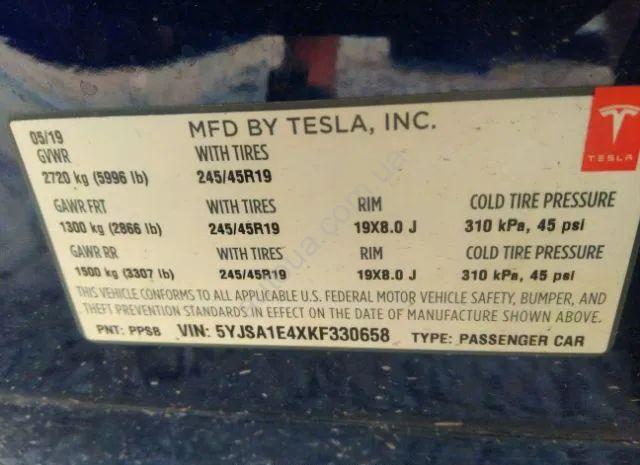 05/19 MFD BY TESLA, INC.
GVWR WITH TIRES
2720 kg (5996 lb) 245/45R19
TESLA
GAWR FRT WITH TIRES RIM COLD TIRE PRESSURE
1300 kg (2866 lb) 245/45R19 19X8.0 J 310 kPa, 45 psi
GAWR RR WITH TIRES RIM COLD TIRE PRESSURE
1500 kg (3307 lb) 245/45R19 19X8.0 J 310 kPa, 45 psi
THIS VEHICLE CONFORMS TO ALL APPLICABLE U.S. FEDERAL MOTOR VEHICLE SAFETY, BUMPER, AND
THEFT PREVENTION STANDARDS IN EFFECT ON THE DATE OF MANUFACTURE SHOWN ABOVE.
PNT: PPSB VIN: 5YJSA1E4XKF330658 TYPE: PASSENGER CAR